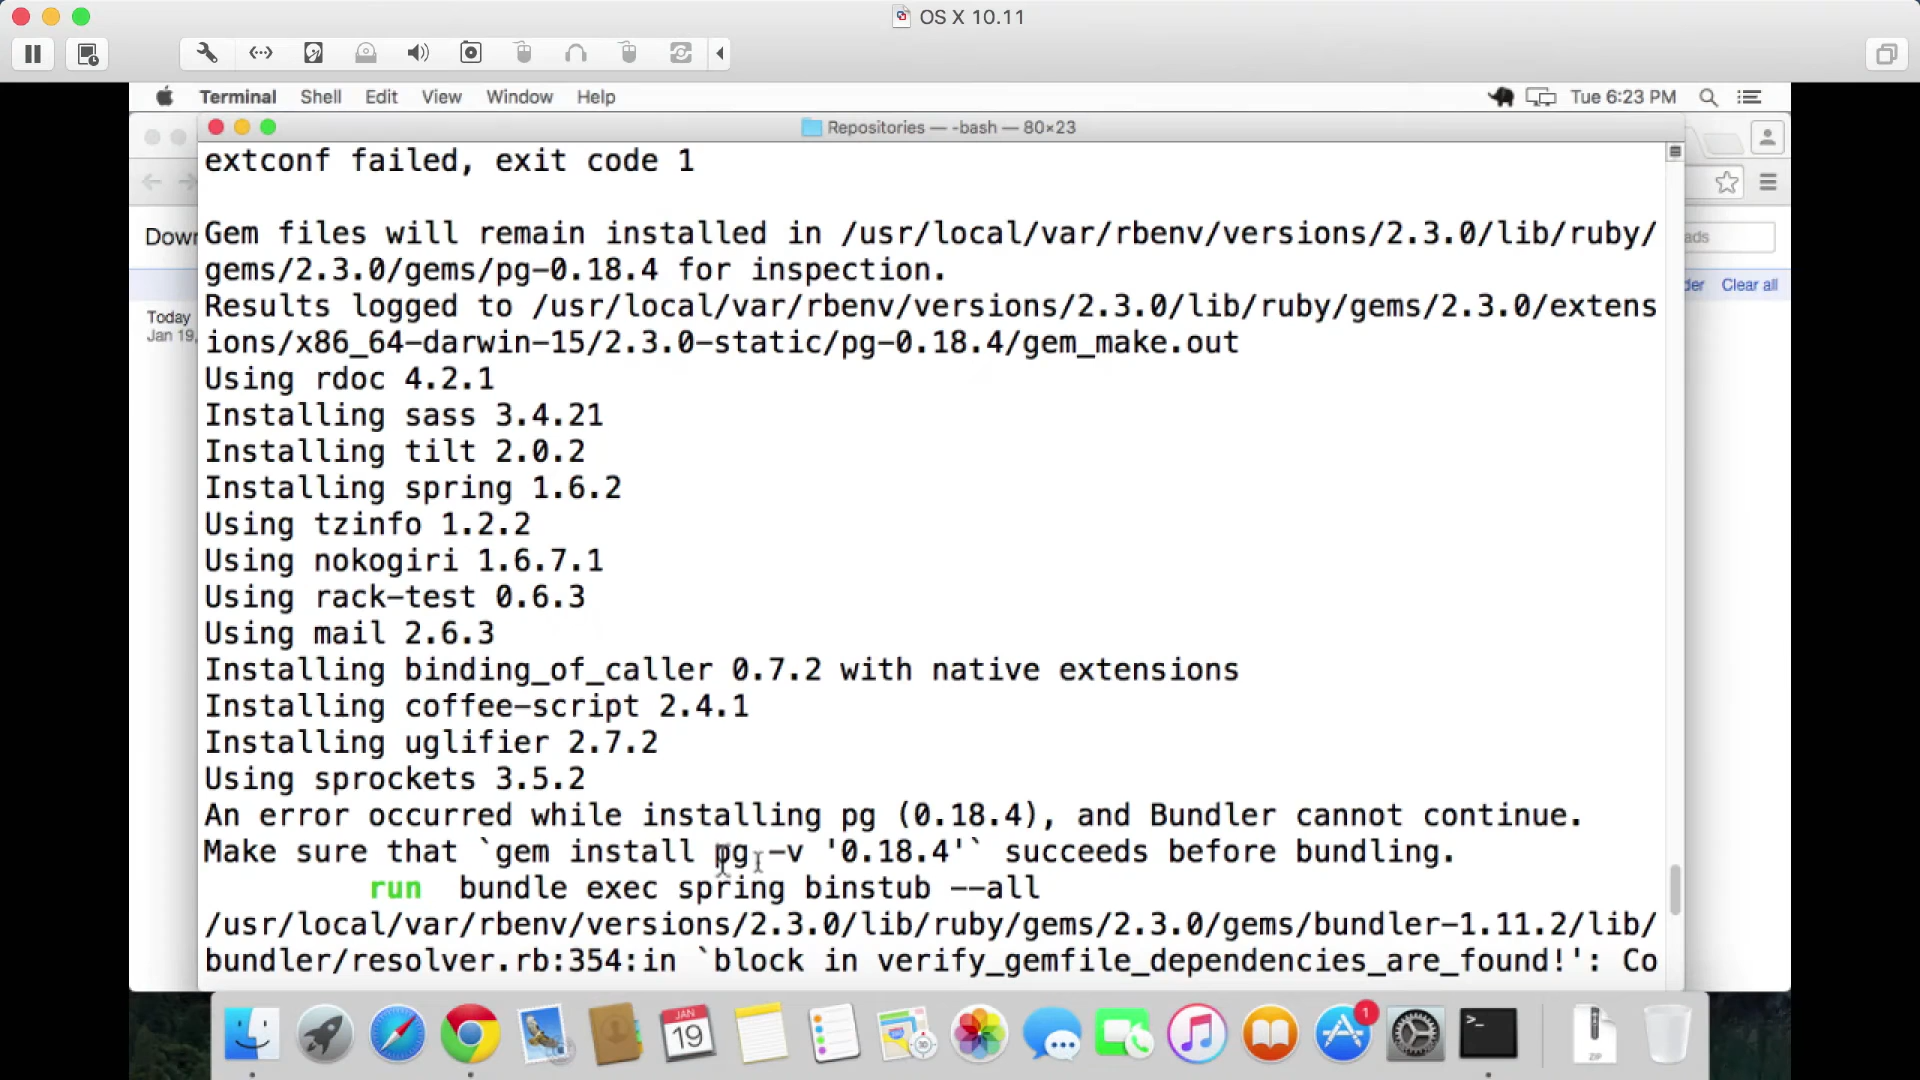 OS X 10.11
Terminal Shell Edit View Window Help Tue 6:23 PM
Repositories — -bash — 80×23
extconf failed, exit code 1
Gem files will remain installed in /usr/local/var/rbenv/versions/2.3.0/lib/ruby/
gems/2.3.0/gems/pg-0.18.4 for inspection.
Results logged to /usr/local/var/rbenv/versions/2.3.0/lib/ruby/gems/2.3.0/extens
ions/x86_64-darwin-15/2.3.0-static/pg-0.18.4/gem_make.out
Using rdoc 4.2.1
Installing sass 3.4.21
Installing tilt 2.0.2
Installing spring 1.6.2
Using tzinfo 1.2.2
Using nokogiri 1.6.7.1
Using rack-test 0.6.3
Using mail 2.6.3
Installing binding_of_caller 0.7.2 with native extensions
Installing coffee-script 2.4.1
Installing uglifier 2.7.2
Using sprockets 3.5.2
An error occurred while installing pg (0.18.4), and Bundler cannot continue.
Make sure that `gem install pg -v '0.18.4'` succeeds before bundling.
run bundle exec spring binstub --all
/usr/local/var/rbenv/versions/2.3.0/lib/ruby/gems/2.3.0/gems/bundler-1.11.2/lib/
bundler/resolver.rb:354:in `block in verify_gemfile_dependencies_are_found!': Co
Down
ads
der Clear all
Today
Jan 19,
JAN
19
1
ZIP